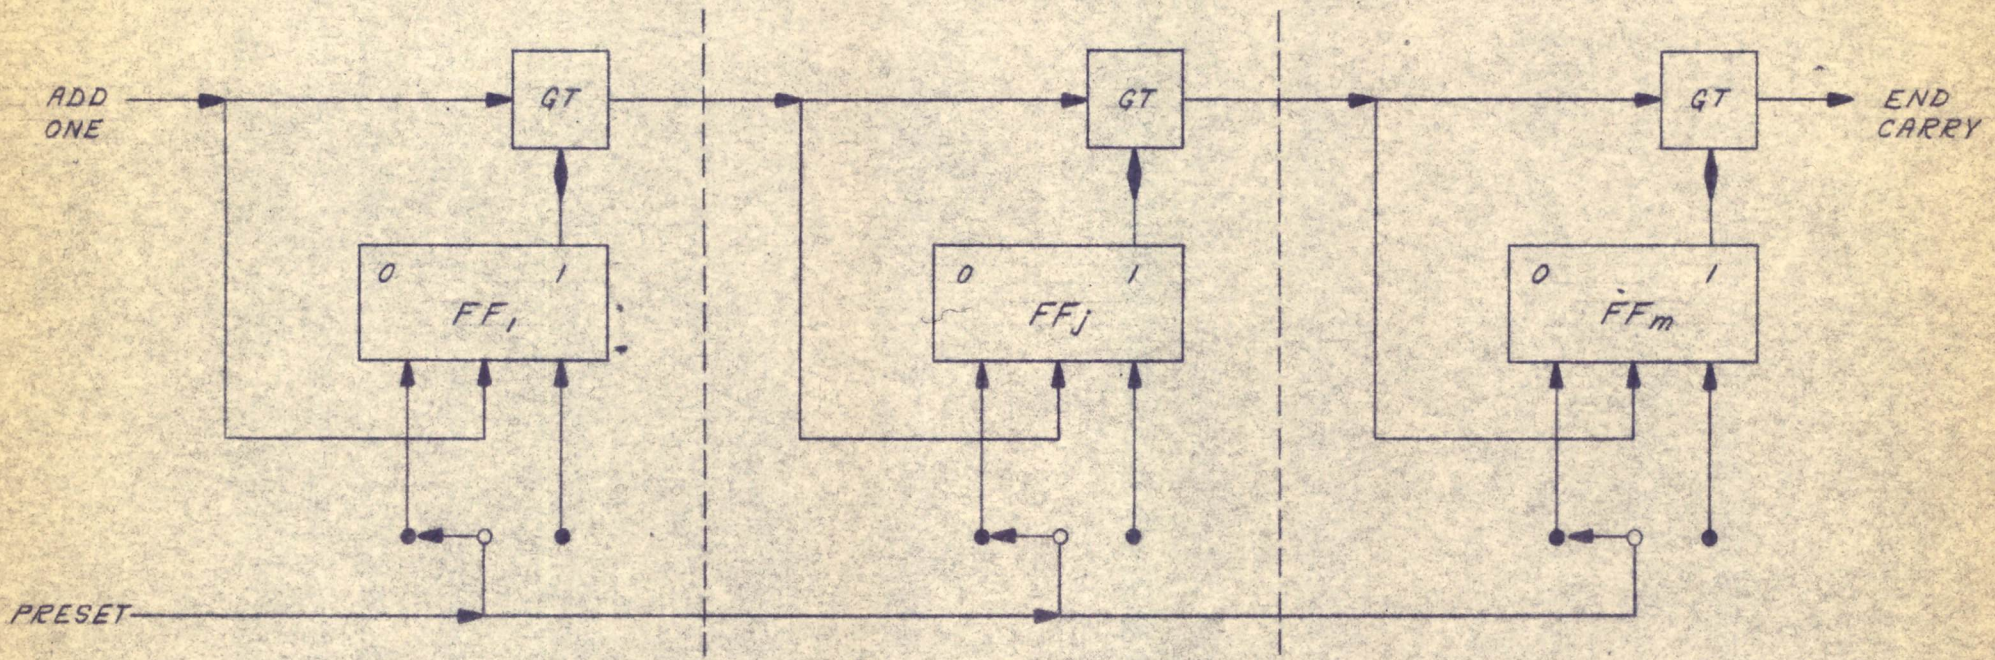 ADD
ONE
GT
GT
GT
END
CARRY
0 1
FF1
0 1
FFj
0 1
FFm
PRESET